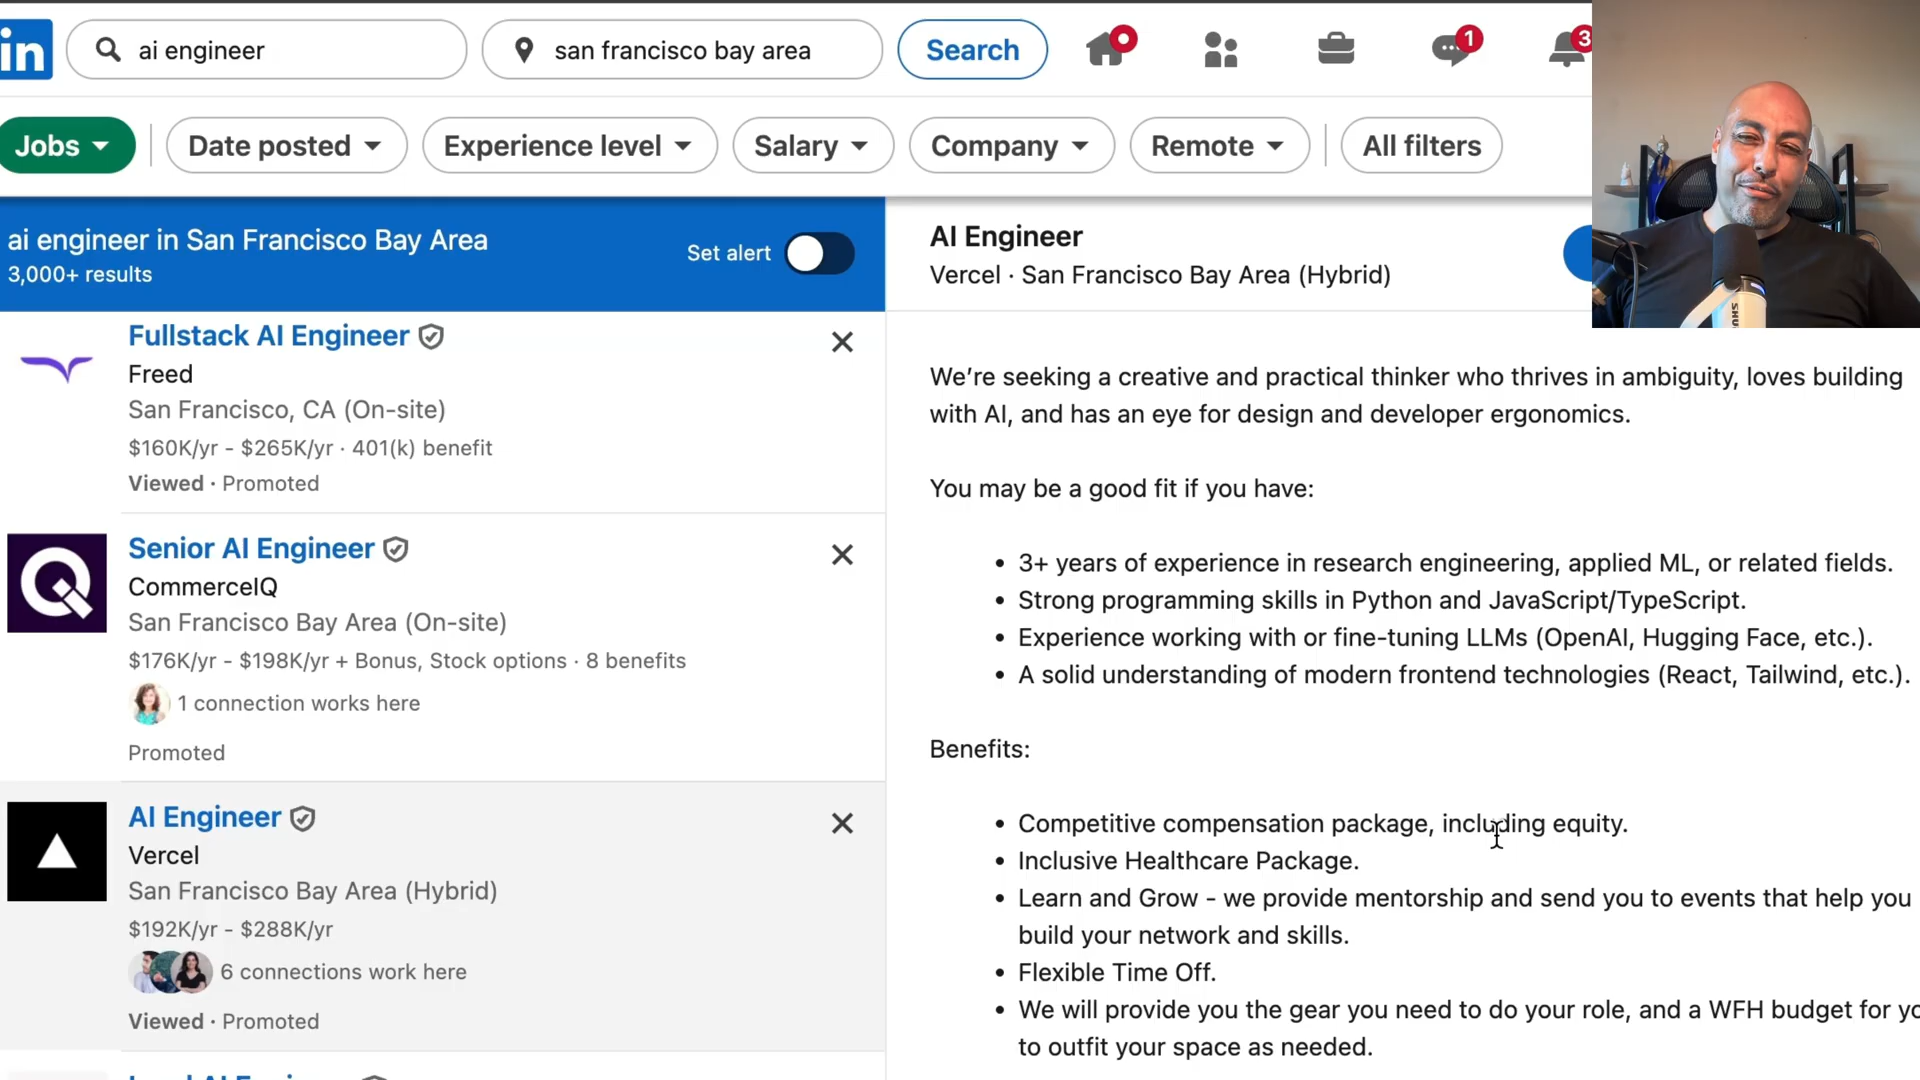 in
ai engineer
san francisco bay area
Search
1
3
Jobs
Date posted
Experience level
Salary
Company
Remote
All filters
ai engineer in San Francisco Bay Area
3,000+ results
Set alert
Fullstack AI Engineer
Freed
San Francisco, CA (On-site)
$160K/yr - $265K/yr · 401(k) benefit
Viewed · Promoted
Senior AI Engineer
CommerceIQ
San Francisco Bay Area (On-site)
$176K/yr - $198K/yr + Bonus, Stock options · 8 benefits
1 connection works here
Promoted
AI Engineer
Vercel
San Francisco Bay Area (Hybrid)
$192K/yr - $288K/yr
6 connections work here
Viewed · Promoted
AI Engineer
Vercel · San Francisco Bay Area (Hybrid)
We’re seeking a creative and practical thinker who thrives in ambiguity, loves building
with AI, and has an eye for design and developer ergonomics.
You may be a good fit if you have:
• 3+ years of experience in research engineering, applied ML, or related fields.
• Strong programming skills in Python and JavaScript/TypeScript.
• Experience working with or fine-tuning LLMs (OpenAI, Hugging Face, etc.).
• A solid understanding of modern frontend technologies (React, Tailwind, etc.).
Benefits:
• Competitive compensation package, including equity.
• Inclusive Healthcare Package.
• Learn and Grow - we provide mentorship and send you to events that help you
build your network and skills.
• Flexible Time Off.
• We will provide you the gear you need to do your role, and a WFH budget for
to outfit your space as needed.